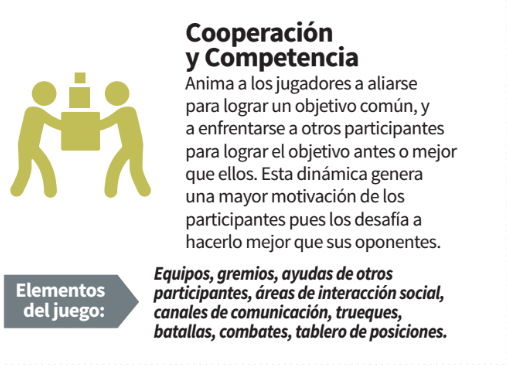 Cooperación
y Competencia
Anima a los jugadores a aliarse
para lograr un objetivo común, y
a enfrentarse a otros participantes
para lograr el objetivo antes o mejor
que ellos. Esta dinámica genera
una mayor motivación de los
participantes pues los desafía a
hacerlo mejor que sus oponentes.
Elementos
del juego:
Equipos, gremios, ayudas de otros
participantes, áreas de interacción social,
canales de comunicación, trueques,
batallas, combates, tablero de posiciones.